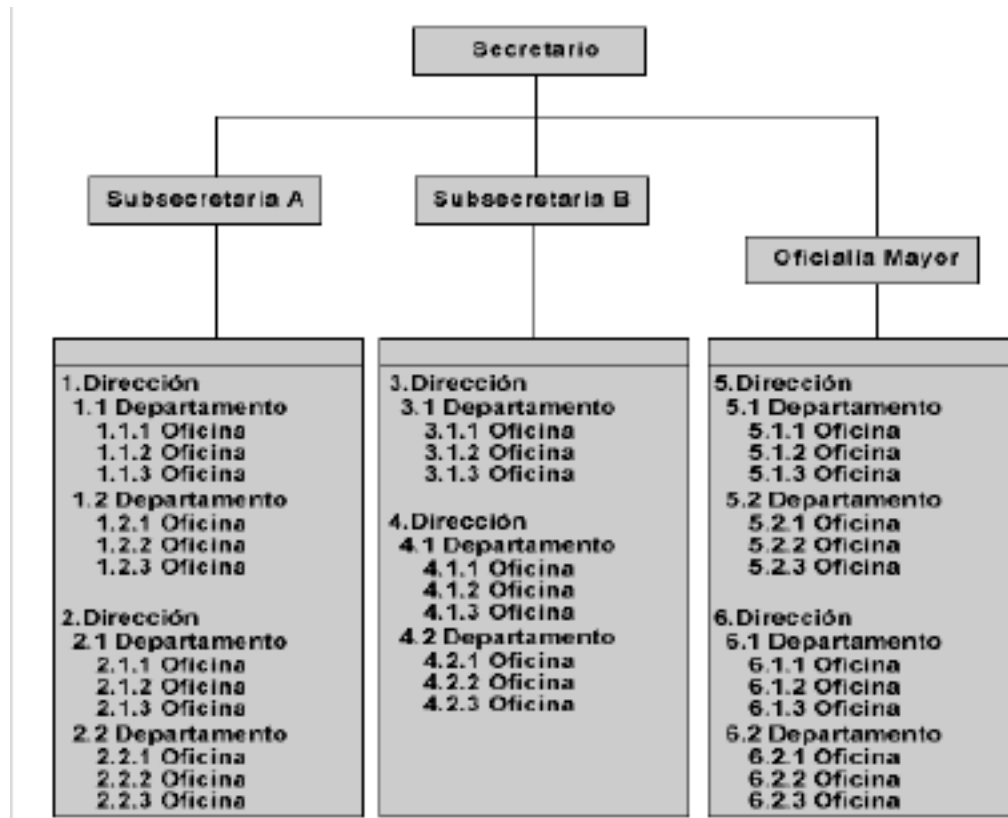 Secretario
Subsecretaria A
Subsecretaria B
Oficialia Mayor
1.Dirección
1.1 Departamento
1.1.1 Oficina
1.1.2 Oficina
1.1.3 Oficina
1.2 Departamento
1.2.1 Oficina
1.2.2 Oficina
1.2.3 Oficina
2.Dirección
2.1 Departamento
2.1.1 Oficina
2.1.2 Oficina
2.1.3 Oficina
2.2 Departamento
2.2.1 Oficina
2.2.2 Oficina
2.2.3 Oficina
3.Dirección
3.1 Departamento
3.1.1 Oficina
3.1.2 Oficina
3.1.3 Oficina
4.Dirección
4.1 Departamento
4.1.1 Oficina
4.1.2 Oficina
4.1.3 Oficina
4.2 Departamento
4.2.1 Oficina
4.2.2 Oficina
4.2.3 Oficina
5.Dirección
5.1 Departamento
5.1.1 Oficina
5.1.2 Oficina
5.1.3 Oficina
5.2 Departamento
5.2.1 Oficina
5.2.2 Oficina
5.2.3 Oficina
6.Dirección
6.1 Departamento
6.1.1 Oficina
6.1.2 Oficina
6.1.3 Oficina
6.2 Departamento
6.2.1 Oficina
6.2.2 Oficina
6.2.3 Oficina